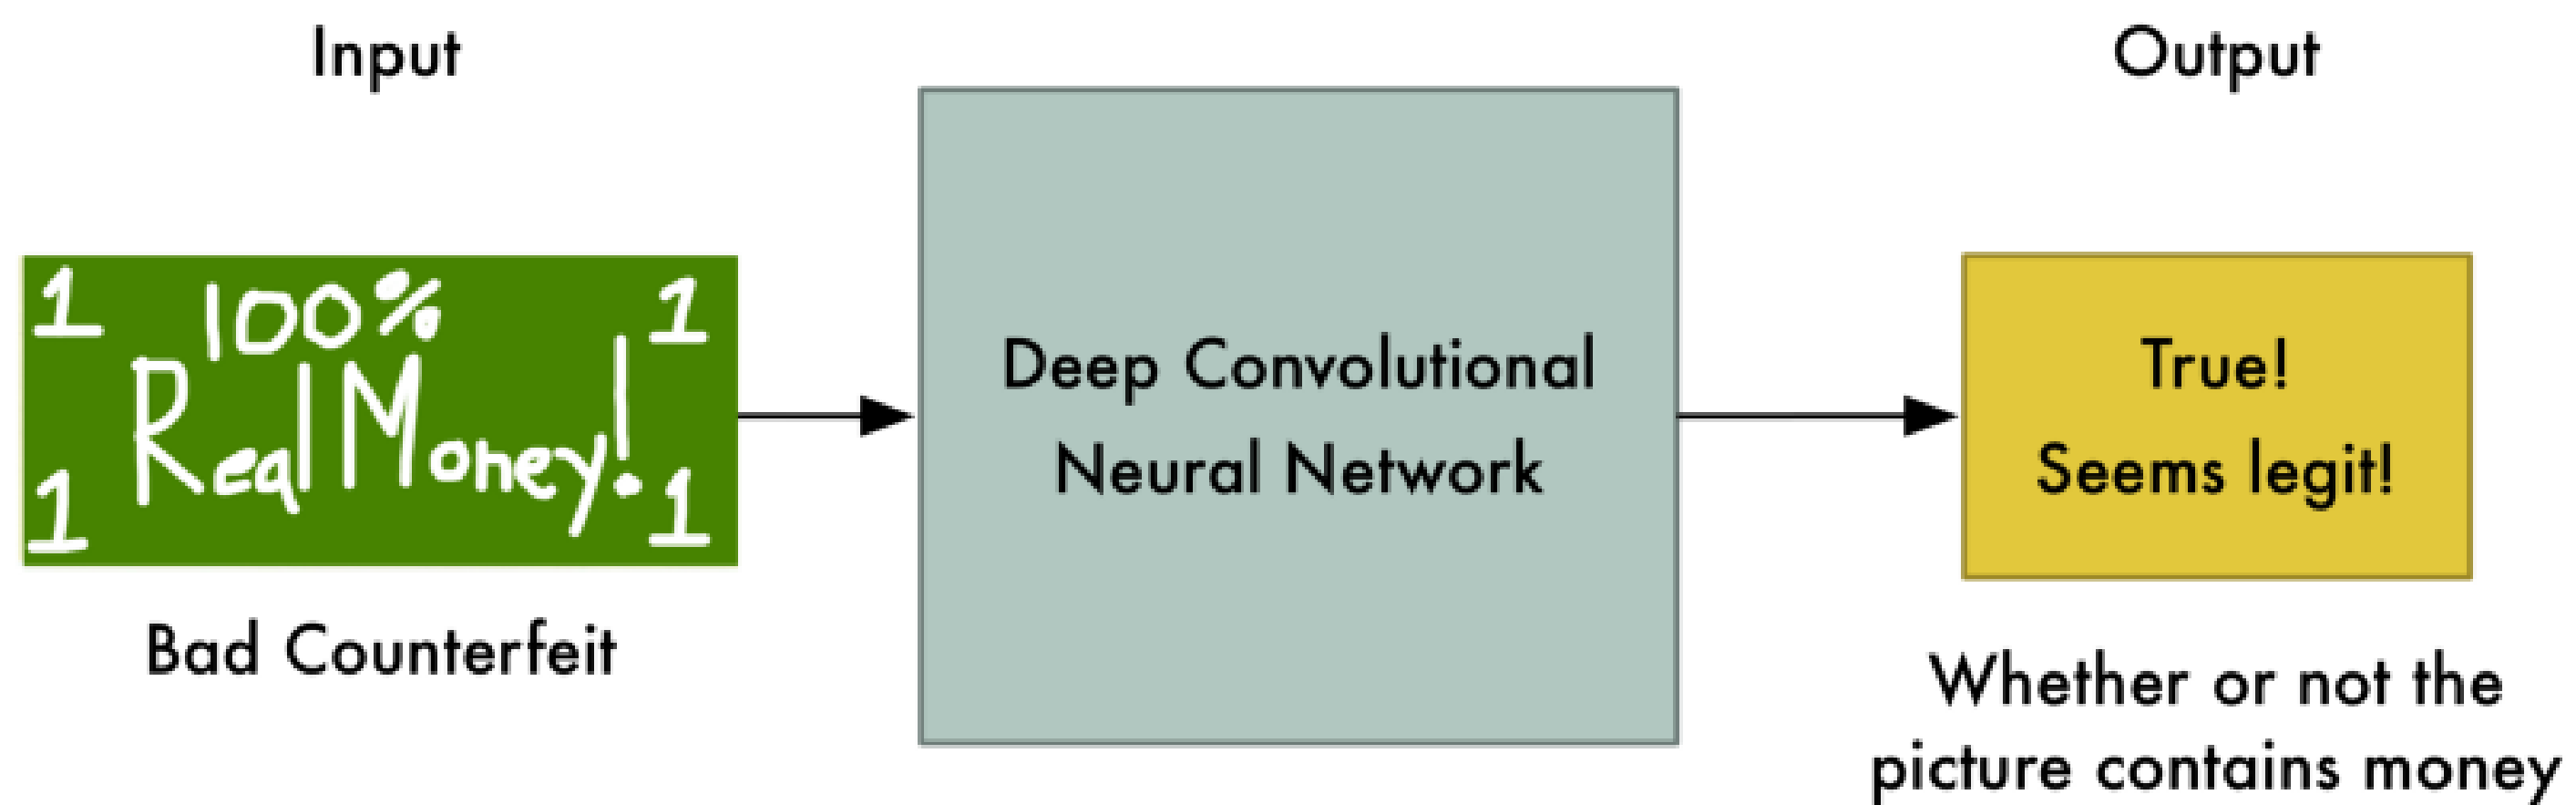 Input
Output
1
100%
1
Real Money!
1
1
Bad Counterfeit
Deep Convolutional
Neural Network
True!
Seems legit!
Whether or not the
picture contains money